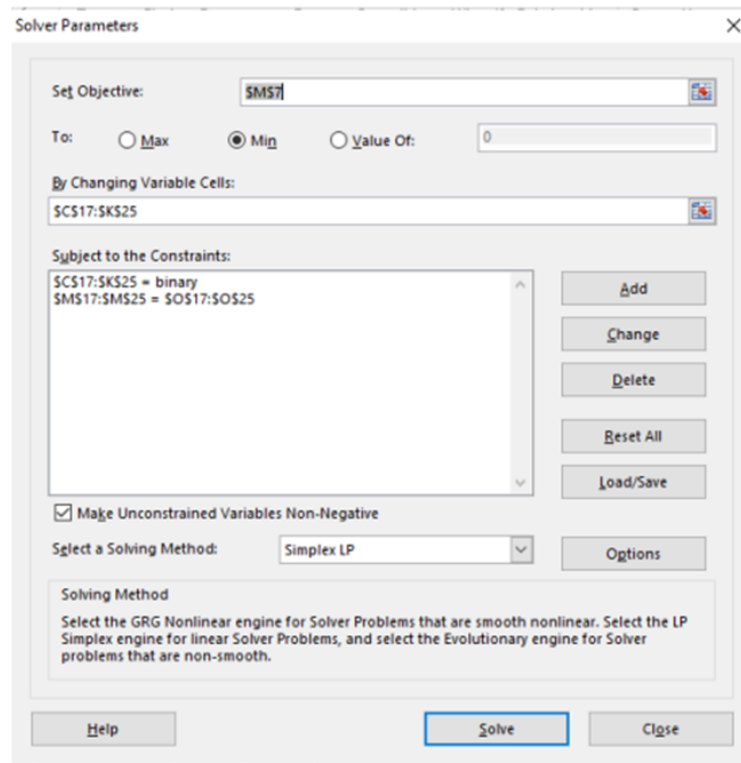 Solver Parameters
Set Objective:
$M$7
To:
Max
Min
Value Of:
0
By Changing Variable Cells:
$C$17:$K$25
Subject to the Constraints:
$C$17:$K$25 = binary
$M$17:$M$25 = $O$17:$O$25
Add
Change
Delete
Reset All
Load/Save
Make Unconstrained Variables Non-Negative
Select a Solving Method:
Simplex LP
Options
Solving Method
Select the GRG Nonlinear engine for Solver Problems that are smooth nonlinear. Select the LP
Simplex engine for linear Solver Problems, and select the Evolutionary engine for Solver
problems that are non-smooth.
Help
Solve
Close